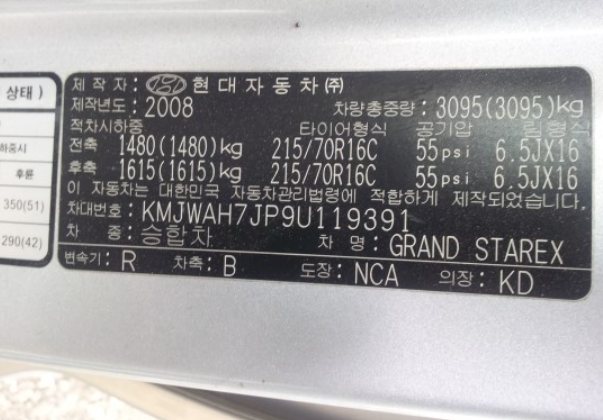 상태)
하중시
후륜
350(51)
290(42)
제 작 자 : 현대자동차(주)
제작년도 : 2008 차량총중량 : 3095(3095)kg
적차시하중 타이어형식 공기압 림형식
전축 1480(1480)kg 215/70R16C 55psi 6.5JX16
후축 1615(1615)kg 215/70R16C 55psi 6.5JX16
이 자동차는 대한민국 자동차관리법령에 적합하게 제작되었습니다.
차대번호 : KMJWAH7JP9U119391
차 종 : 승합차 차 명 : GRAND STAREX
변속기 : R 차축 : B 도장 : NCA 의장 : KD